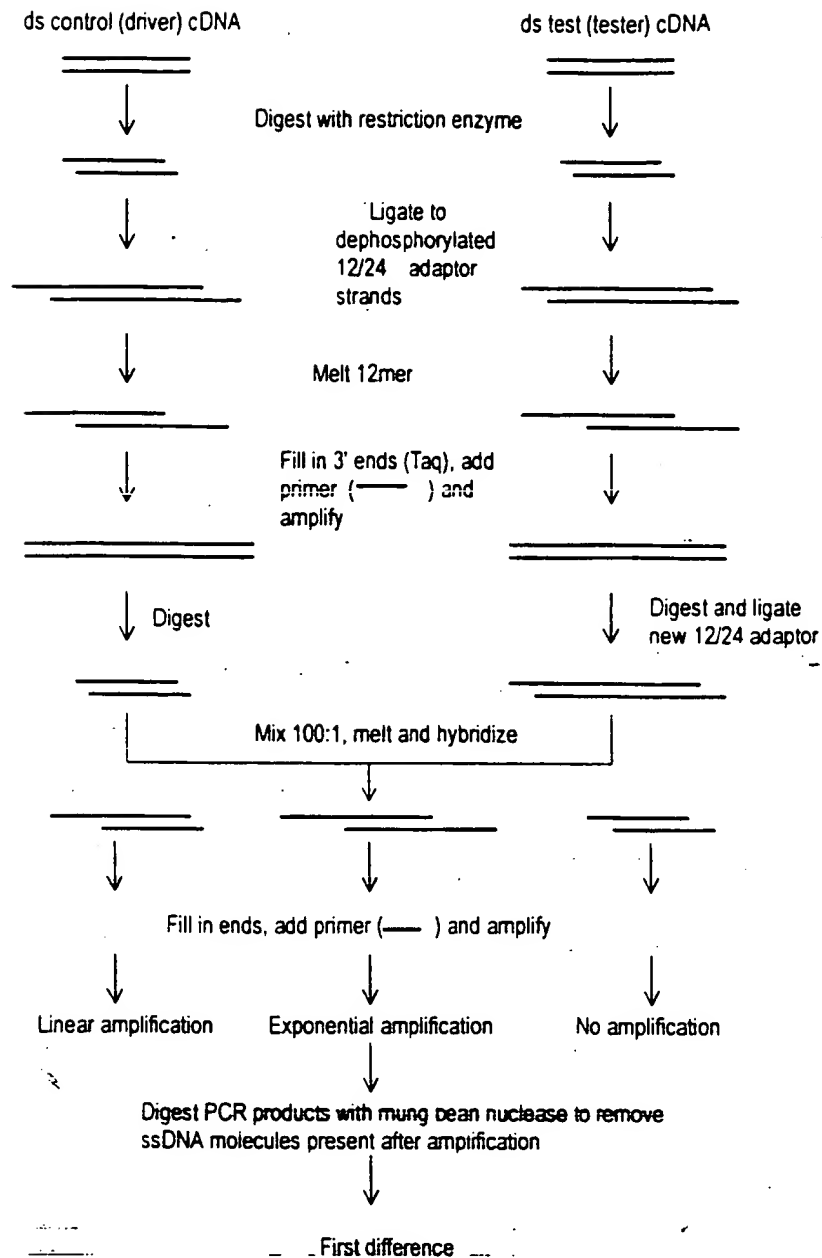 ds control (driver) cDNA
ds test (tester) cDNA
Digest with restriction enzyme
Ligate to
dephosphorylated
12/24 adaptor
strands
Melt 12mer
Fill in 3' ends (Taq), add
primer ( ) and
amplify
Digest
Digest and ligate
new 12/24 adaptor
Mix 100:1, melt and hybridize
Fill in ends, add primer ( ) and amplify
Linear amplification
Exponential amplification
No amplification
Digest PCR products with mung bean nuclease to remove
ssDNA molecules present after amplification
First difference